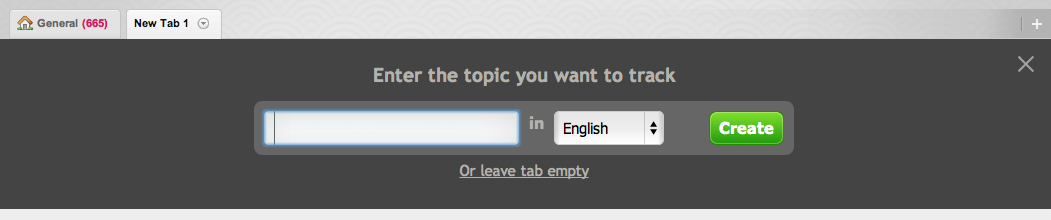 General (665) New Tab 1 +
Enter the topic you want to track
in English Create
Or leave tab empty